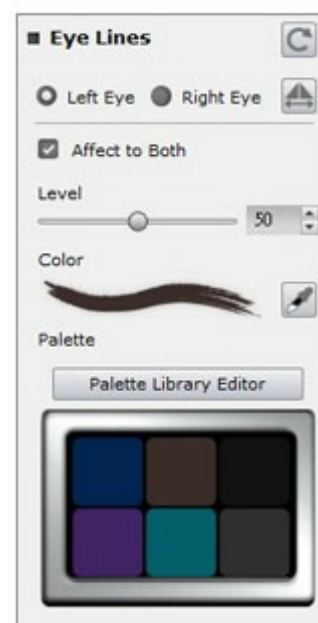 Eye Lines
Left Eye Right Eye
Affect to Both
Level
50
Color
Palette
Palette Library Editor